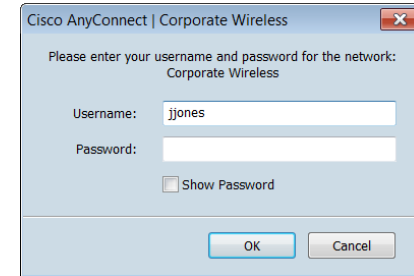 Cisco AnyConnect | Corporate Wireless
Please enter your username and password for the network:
Corporate Wireless
Username: jjones
Password:
Show Password
OK Cancel